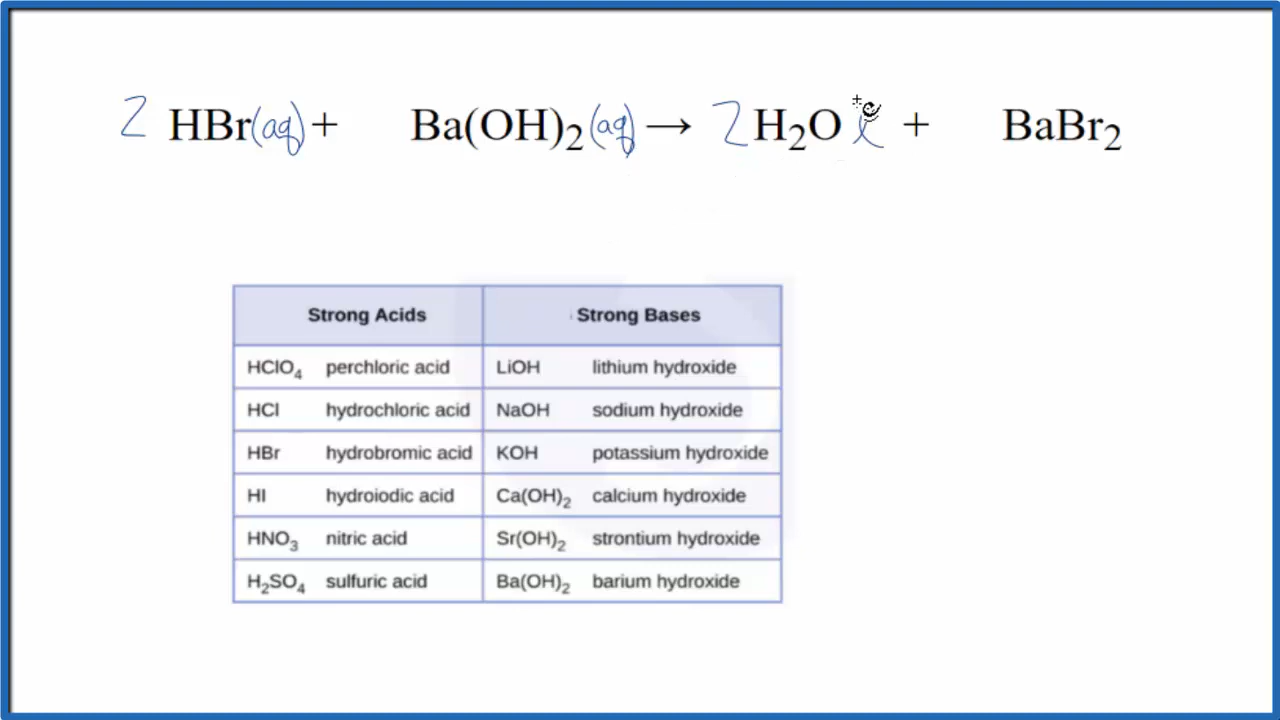 2 HBr(aq) + Ba(OH)₂(aq) → 2 H₂O l + BaBr₂
Strong Acids Strong Bases
HClO₄ perchloric acid LiOH lithium hydroxide
HCl hydrochloric acid NaOH sodium hydroxide
HBr hydrobromic acid KOH potassium hydroxide
HI hydroiodic acid Ca(OH)₂ calcium hydroxide
HNO₃ nitric acid Sr(OH)₂ strontium hydroxide
H₂SO₄ sulfuric acid Ba(OH)₂ barium hydroxide